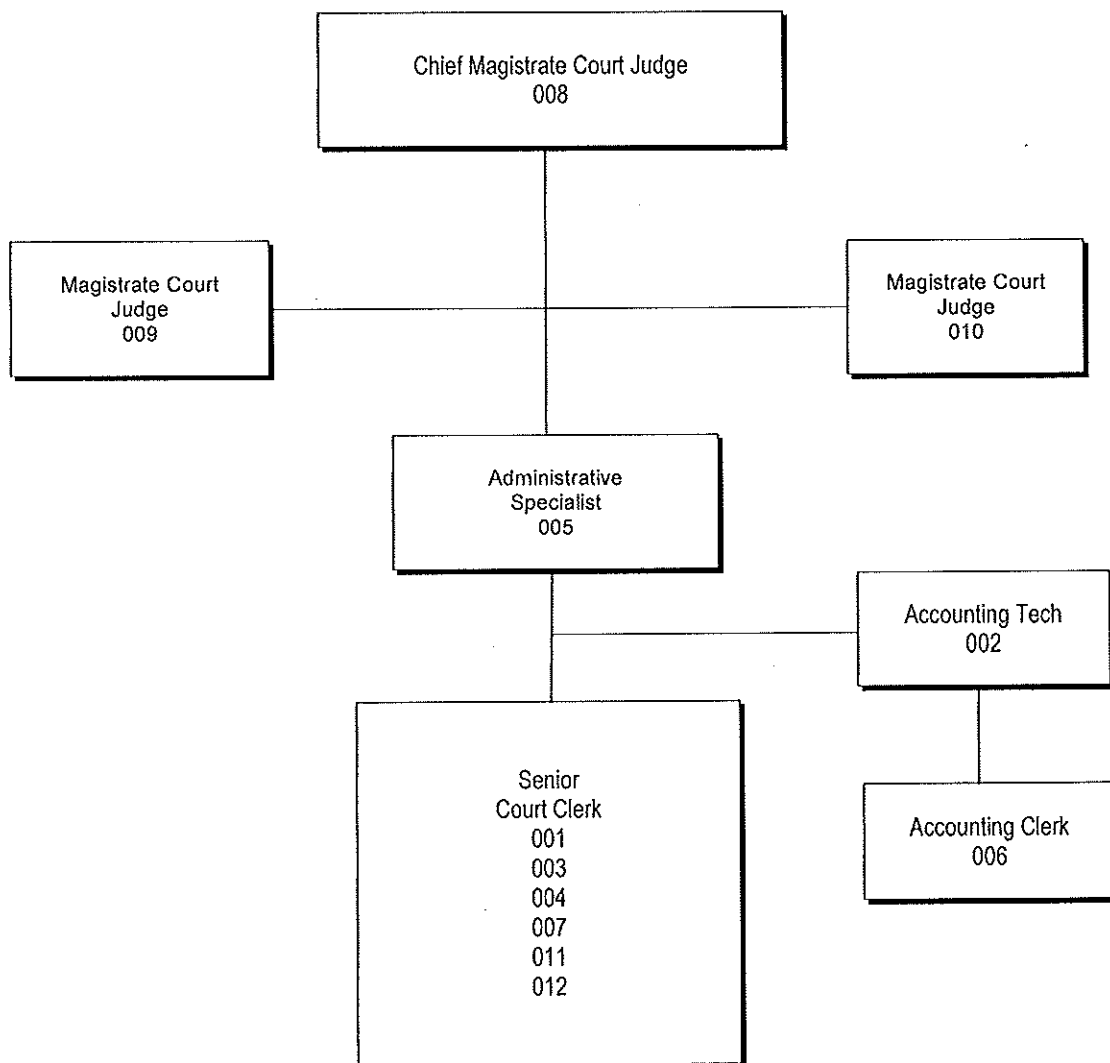 Chief Magistrate Court Judge
008
Magistrate Court
Judge
009
Magistrate Court
Judge
010
Administrative
Specialist
005
Accounting Tech
002
Senior
Court Clerk
001
003
004
007
011
012
Accounting Clerk
006